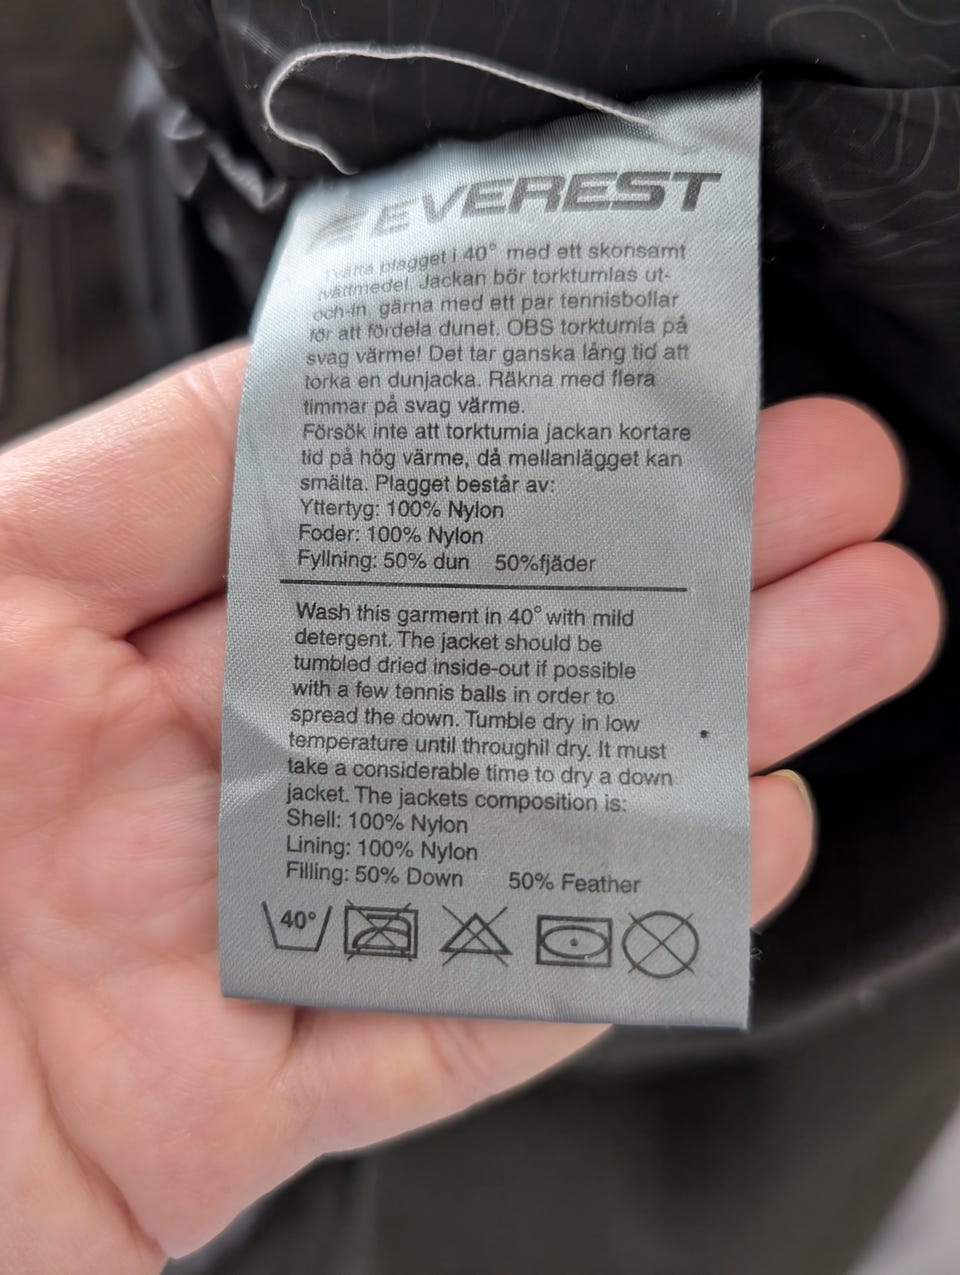 EVEREST
Tvätta plagget i 40° med ett skonsamt
tvättmedel. Jackan bör torktumlas ut-
och-in, gärna med ett par tennisbollar
för att fördela dunet. OBS torktumla på
svag värme! Det tar ganska lång tid att
torka en dunjacka. Räkna med flera
timmar på svag värme.
Försök inte att torktumla jackan kortare
tid på hög värme, då mellanlägget kan
smälta. Plagget består av:
Yttertyg: 100% Nylon
Foder: 100% Nylon
Fyllning: 50% dun 50%fjäder
Wash this garment in 40° with mild
detergent. The jacket should be
tumbled dried inside-out if possible
with a few tennis balls in order to
spread the down. Tumble dry in low
temperature until throughil dry. It must
take a considerable time to dry a down
jacket. The jackets composition is:
Shell: 100% Nylon
Lining: 100% Nylon
Filling: 50% Down 50% Feather
40°